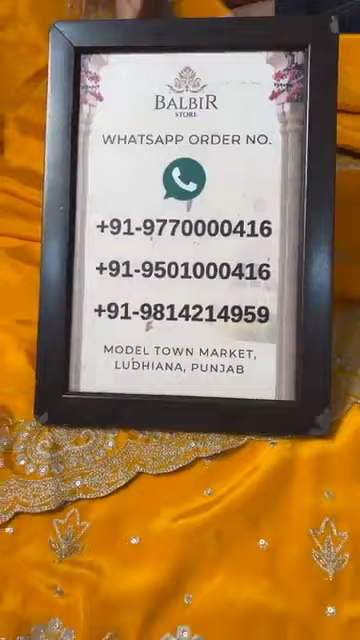 BALBIR
STORE
WHATSAPP ORDER NO.
+91-9770000416
+91-9501000416
+91-9814214959
MODEL TOWN MARKET,
LUDHIANA, PUNJAB